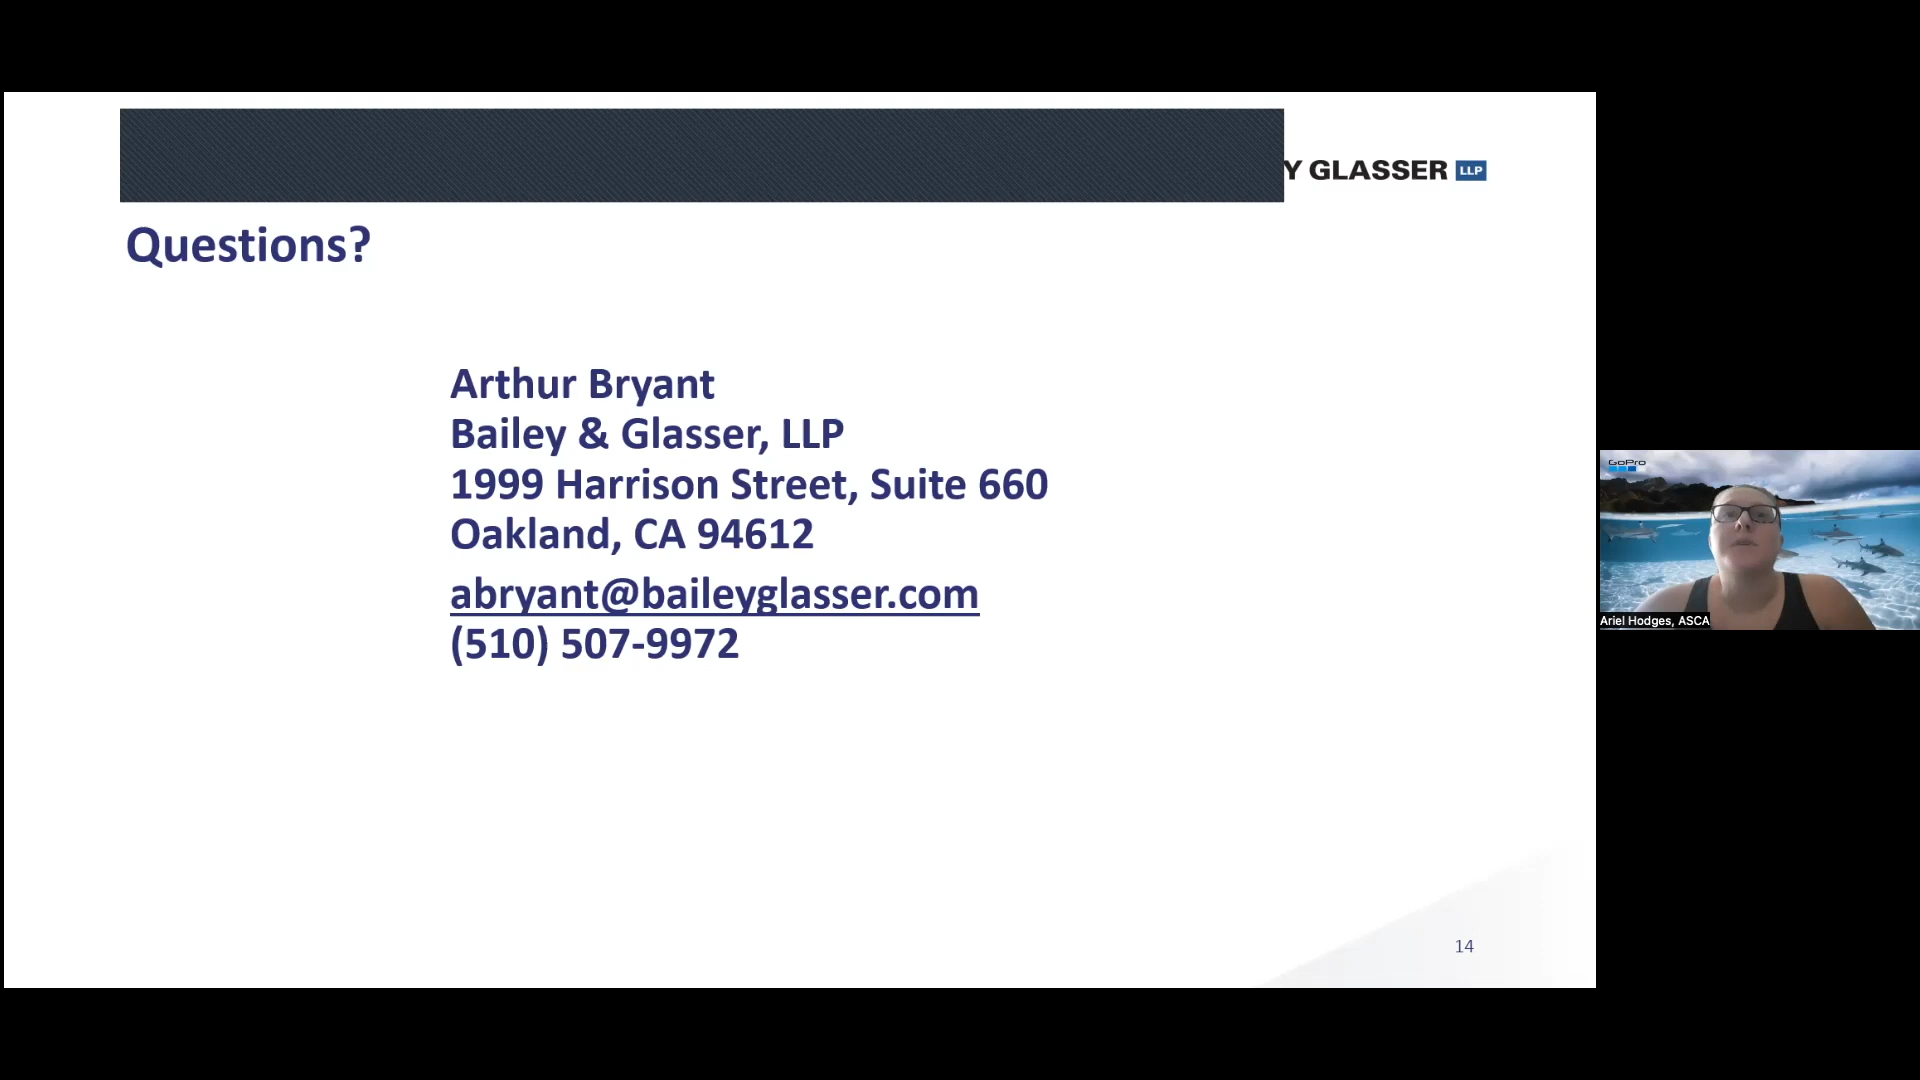 Y GLASSER LLP
Questions?
Arthur Bryant
Bailey & Glasser, LLP
1999 Harrison Street, Suite 660
Oakland, CA 94612
abryant@baileyglasser.com
(510) 507-9972
GoPro
Ariel Hodges, ASCA
14